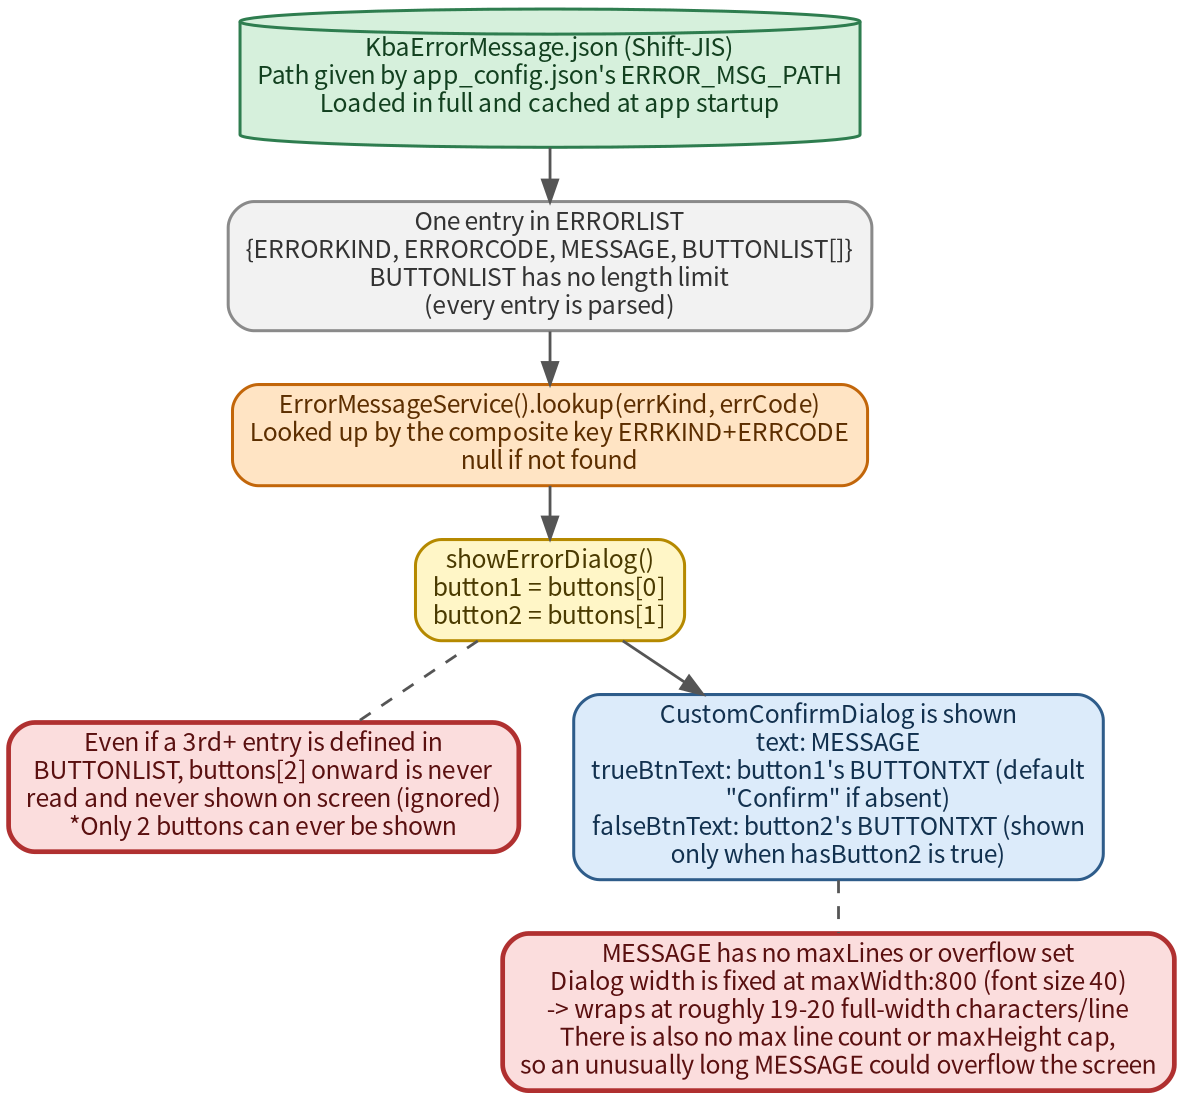 KbaErrorMessage.json (Shift-JIS)
Path given by app_config.json's ERROR_MSG_PATH
Loaded in full and cached at app startup
One entry in ERRORLIST
{ERRORKIND, ERRORCODE, MESSAGE, BUTTONLIST[]}
BUTTONLIST has no length limit
(every entry is parsed)
ErrorMessageService().lookup(errKind, errCode)
Looked up by the composite key ERRKIND+ERRCODE
null if not found
showErrorDialog()
button1 = buttons[0]
button2 = buttons[1]
Even if a 3rd+ entry is defined in
BUTTONLIST, buttons[2] onward is never
read and never shown on screen (ignored)
*Only 2 buttons can ever be shown
CustomConfirmDialog is shown
text: MESSAGE
trueBtnText: button1's BUTTONTXT (default
"Confirm" if absent)
falseBtnText: button2's BUTTONTXT (shown
only when hasButton2 is true)
MESSAGE has no maxLines or overflow set
Dialog width is fixed at maxWidth:800 (font size 40)
-> wraps at roughly 19-20 full-width characters/line
There is also no max line count or maxHeight cap,
so an unusually long MESSAGE could overflow the screen